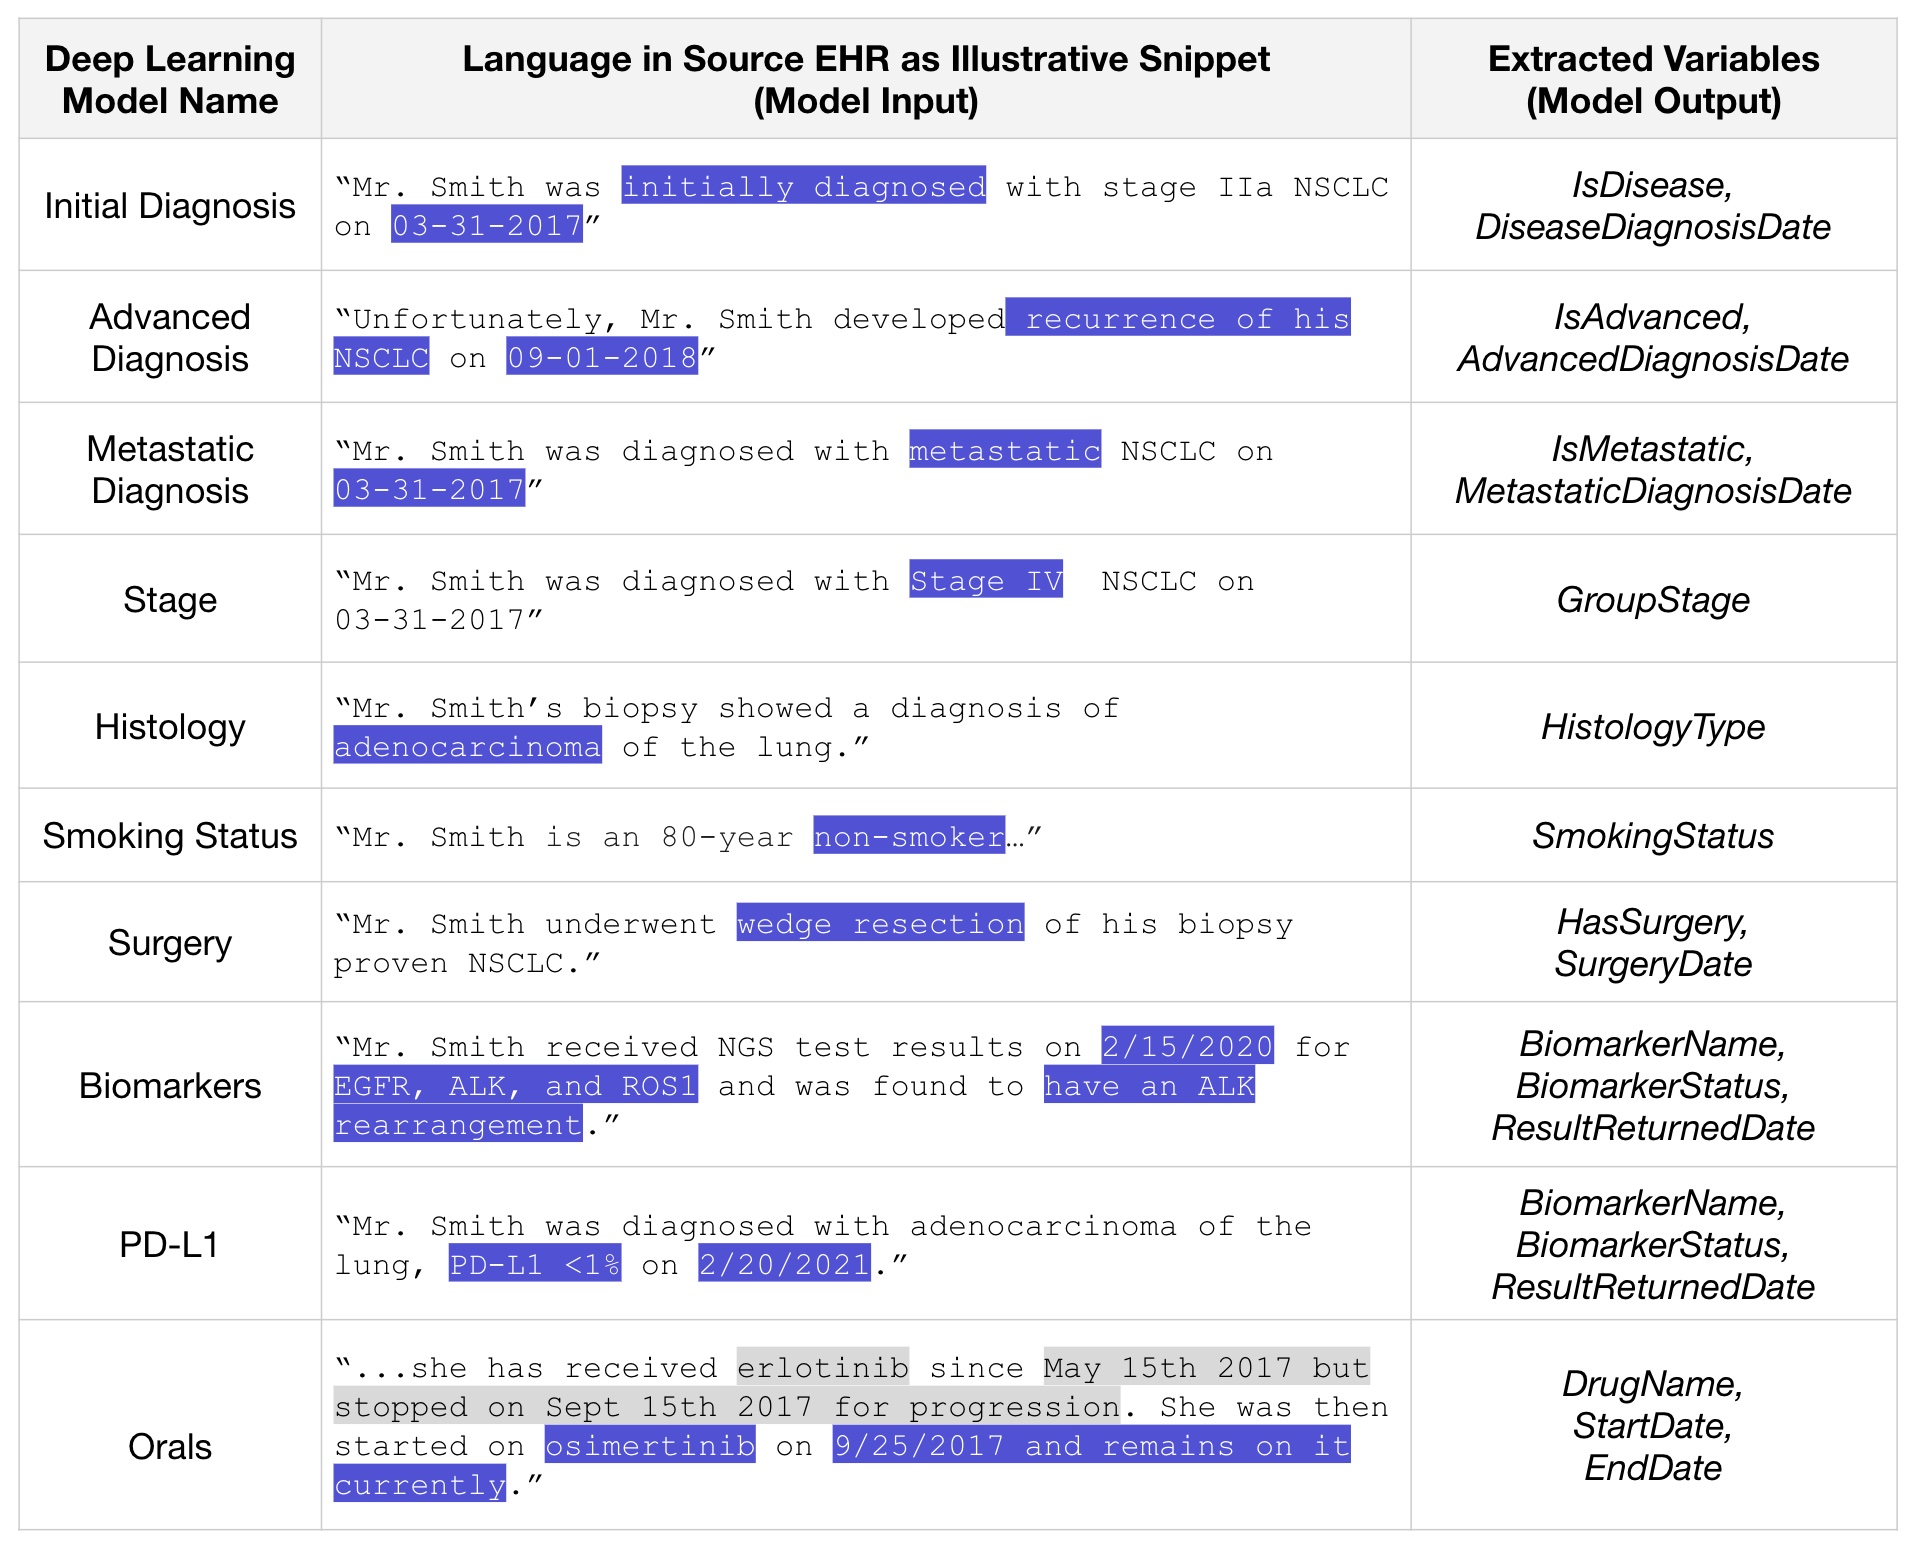 Deep Learning
Model Name
Language in Source EHR as Illustrative Snippet
(Model Input)
Extracted Variables
(Model Output)
Initial Diagnosis
“Mr. Smith was initially diagnosed with stage IIa NSCLC
on 03-31-2017”
IsDisease,
DiseaseDiagnosisDate
Advanced
Diagnosis
“Unfortunately, Mr. Smith developed recurrence of his
NSCLC on 09-01-2018”
IsAdvanced,
AdvancedDiagnosisDate
Metastatic
Diagnosis
“Mr. Smith was diagnosed with metastatic NSCLC on
03-31-2017”
IsMetastatic,
MetastaticDiagnosisDate
Stage
“Mr. Smith was diagnosed with Stage IV NSCLC on
03-31-2017”
GroupStage
Histology
“Mr. Smith’s biopsy showed a diagnosis of
adenocarcinoma of the lung.”
HistologyType
Smoking Status
“Mr. Smith is an 80-year non-smoker…”
SmokingStatus
Surgery
“Mr. Smith underwent wedge resection of his biopsy
proven NSCLC.”
HasSurgery,
SurgeryDate
Biomarkers
“Mr. Smith received NGS test results on 2/15/2020 for
EGFR, ALK, and ROS1 and was found to have an ALK
rearrangement.”
BiomarkerName,
BiomarkerStatus,
ResultReturnedDate
PD-L1
“Mr. Smith was diagnosed with adenocarcinoma of the
lung, PD-L1 <1% on 2/20/2021.”
BiomarkerName,
BiomarkerStatus,
ResultReturnedDate
Orals
“...she has received erlotinib since May 15th 2017 but
stopped on Sept 15th 2017 for progression. She was then
started on osimertinib on 9/25/2017 and remains on it
currently.”
DrugName,
StartDate,
EndDate